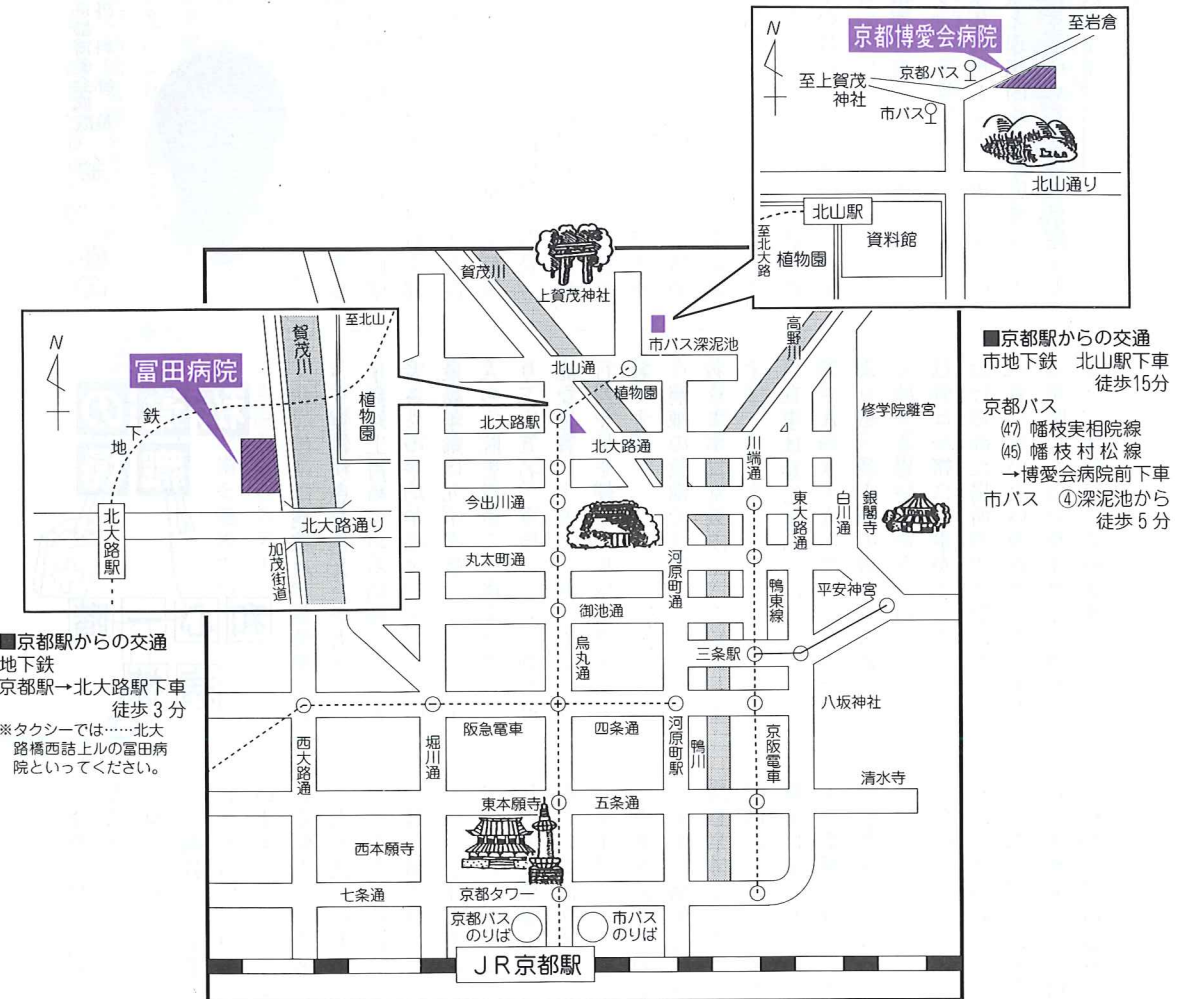 N
京都博愛会病院
至岩倉
京都バス
至上賀茂
神社
市バス
北山通り
北山駅
至北大路
植物園
資料館
賀茂川
上賀茂神社
市バス深泥池
高野川
北山通
植物園
修学院離宮
北大路駅
北大路通
川端通
今出川通
東大路通
白川通
銀閣寺
丸太町通
河原町通
鴨東線
平安神宮
御池通
烏丸通
三条駅
八坂神社
阪急電車
四条通
西大路通
堀川通
河原町駅
鴨川
京阪電車
清水寺
東本願寺
五条通
西本願寺
七条通
京都タワー
京都バス
のりば
市バス
のりば
JR京都駅
N
冨田病院
賀茂川
至北山
植物園
地下鉄
北大路駅
北大路通り
加茂街道
■京都駅からの交通
地下鉄
京都駅→北大路駅下車
徒歩3分
※タクシーでは……北大
路橋西詰上ルの冨田病
院といってください。
■京都駅からの交通
市地下鉄 北山駅下車
徒歩15分
京都バス
(47) 幡枝実相院線
(45) 幡枝村松線
→博愛会病院前下車
市バス ④深泥池から
徒歩5分